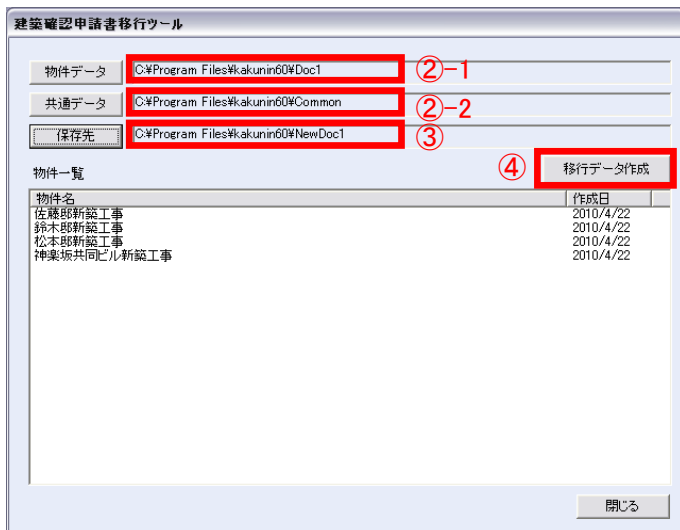 建築確認申請書移行ツール
物件データ C:¥Program Files¥kakunin60¥Doc1 ②-1
共通データ C:¥Program Files¥kakunin60¥Common ②-2
保存先 C:¥Program Files¥kakunin60¥NewDoc1 ③
物件一覧 ④ 移行データ作成
物件名 作成日
佐藤邸新築工事 2010/4/22
鈴木邸新築工事 2010/4/22
松本邸新築工事 2010/4/22
神楽坂共同ビル新築工事 2010/4/22
閉じる